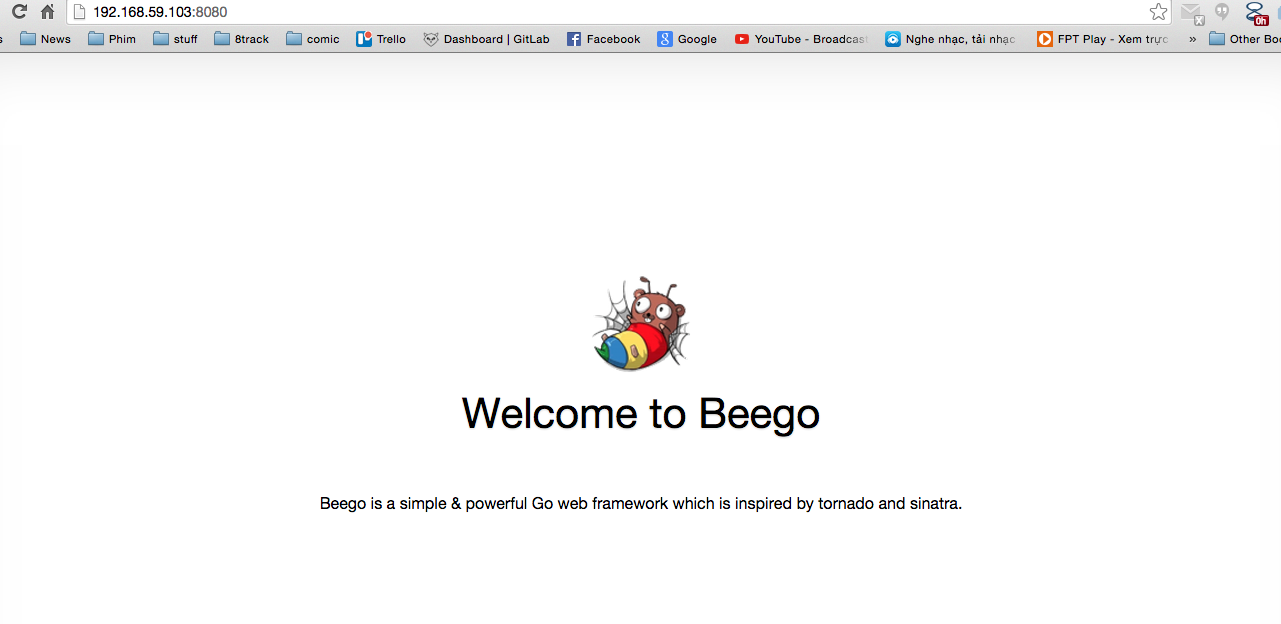 192.168.59.103:8080
s News Phim stuff 8track comic Trello Dashboard | GitLab Facebook Google YouTube - Broadcast Nghe nhạc, tải nhạc FPT Play - Xem trực » Other Boo
0h
Welcome to Beego
Beego is a simple & powerful Go web framework which is inspired by tornado and sinatra.